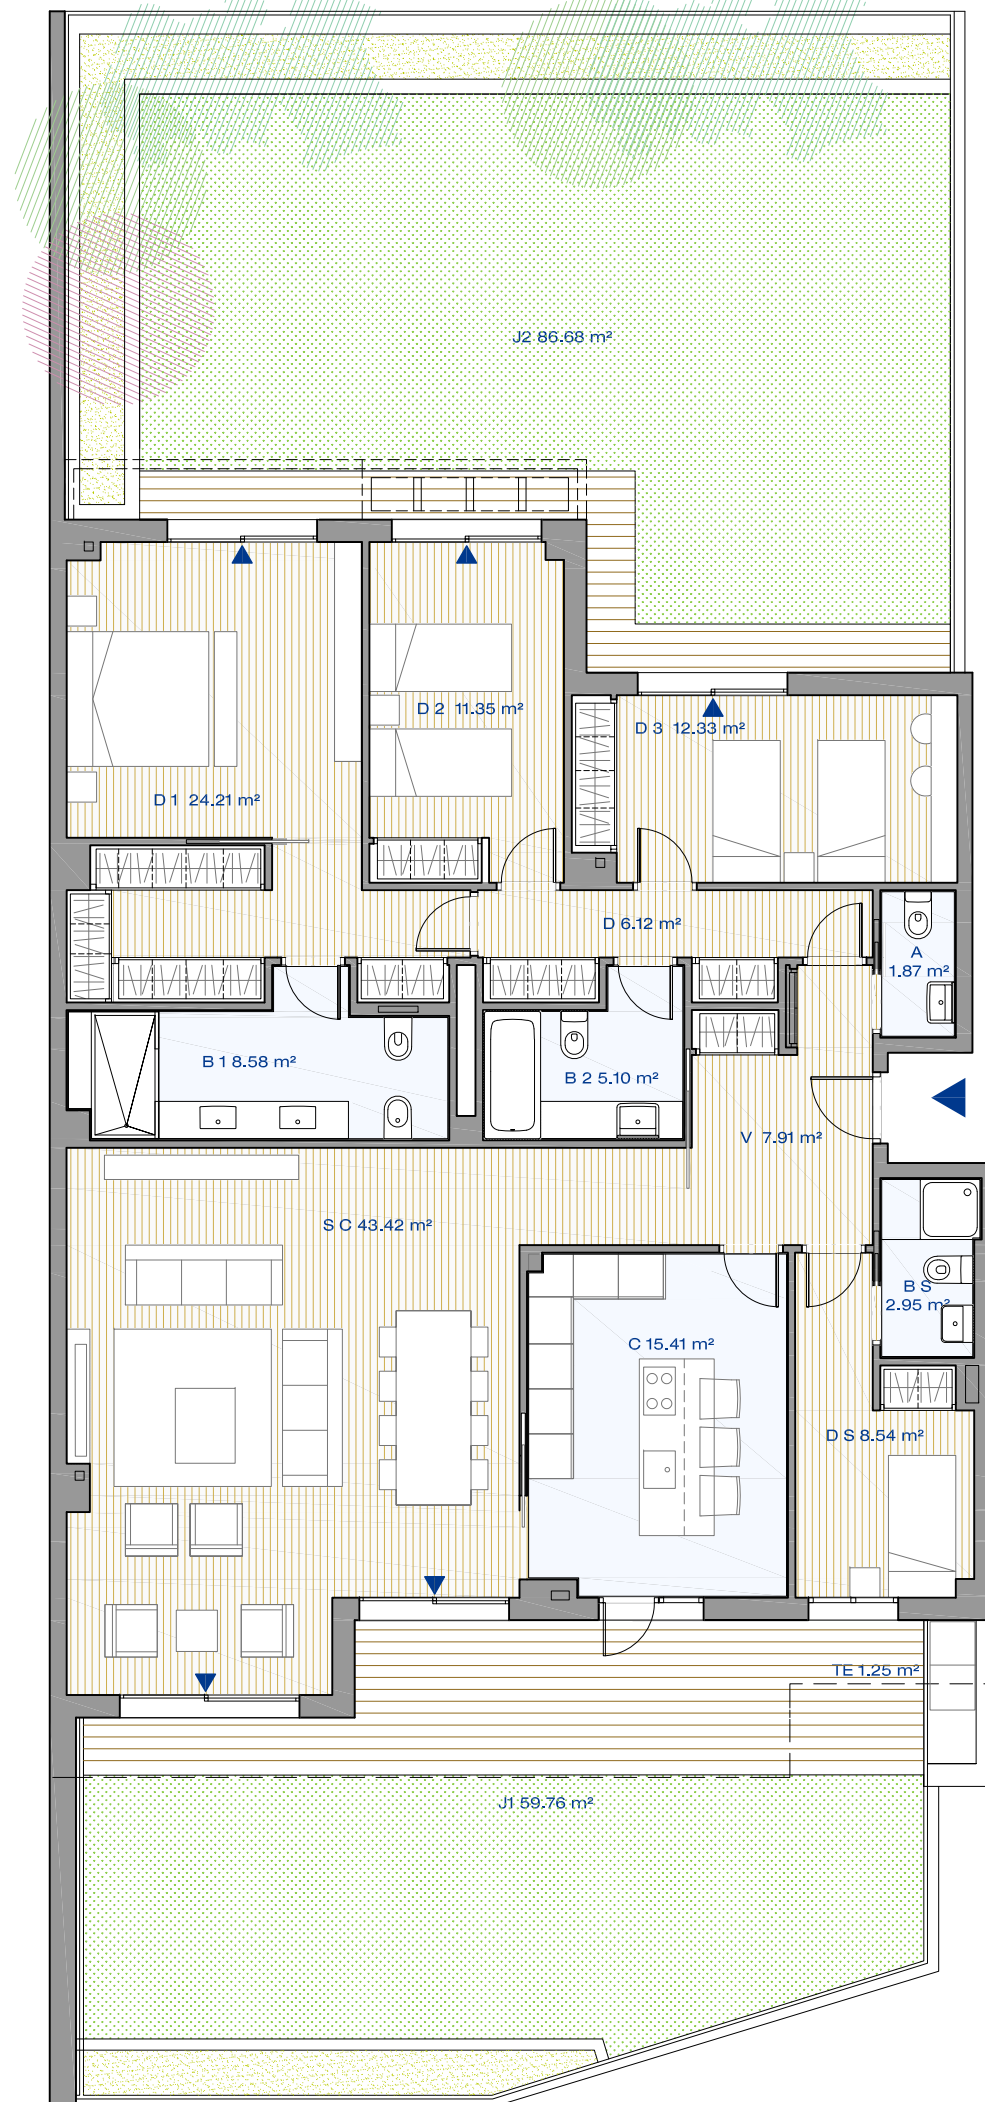 J2 86.68 m²
D 2 11.35 m²
D 3 12.33 m²
D 1 24.21 m²
D 6.12 m²
A
1.87 m²
B 1 8.58 m²
B 2 5.10 m²
V 7.91 m²
S C 43.42 m²
B S
2.95 m²
C 15.41 m²
D S 8.54 m²
TE 1.25 m²
J1 59.76 m²